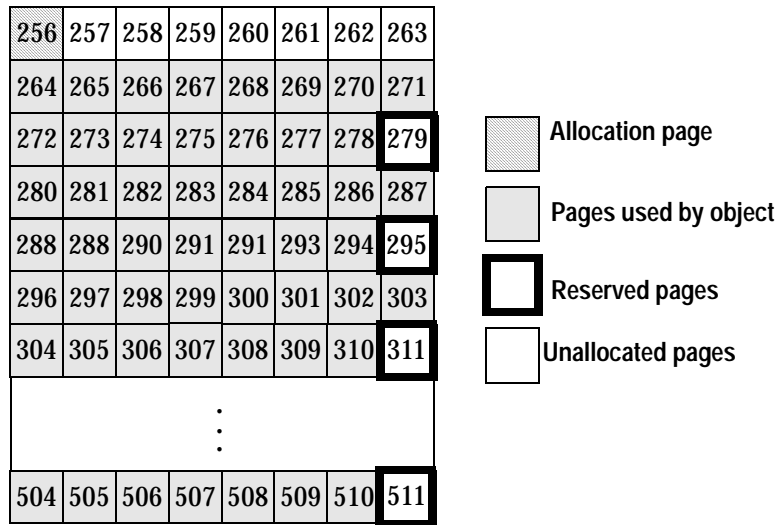 256 257 258 259 260 261 262 263
264 265 266 267 268 269 270 271
272 273 274 275 276 277 278 279
280 281 282 283 284 285 286 287
288 288 290 291 291 293 294 295
296 297 298 299 300 301 302 303
304 305 306 307 308 309 310 311
504 505 506 507 508 509 510 511
Allocation page
Pages used by object
Reserved pages
Unallocated pages